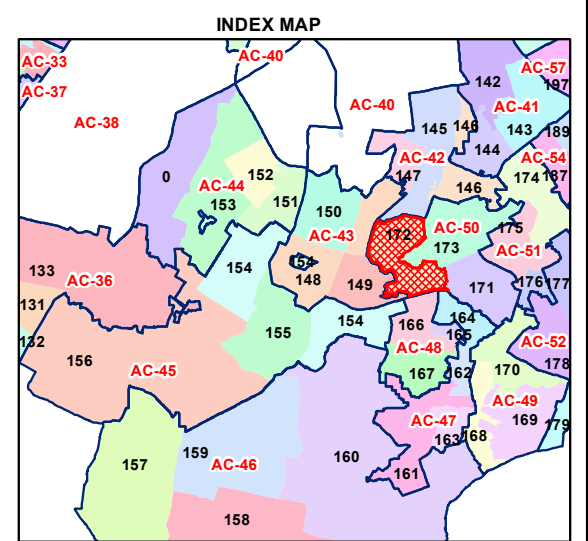 INDEX MAP
AC-40
AC-33
AC-57
AC-37
142
197
AC-40
AC-41
AC-38
145
146
143
189
144
AC-42
AC-54
152
147
174
187
0
AC-44
146
153
151
150
175
172
AC-50
AC-43
173
AC-51
154
133
154
AC-36
148
149
171
176
177
131
154
164
166
155
165
132
AC-52
AC-48
156
178
AC-45
167
162
170
AC-49
169
AC-47
179
159
160
163
168
157
AC-46
161
158